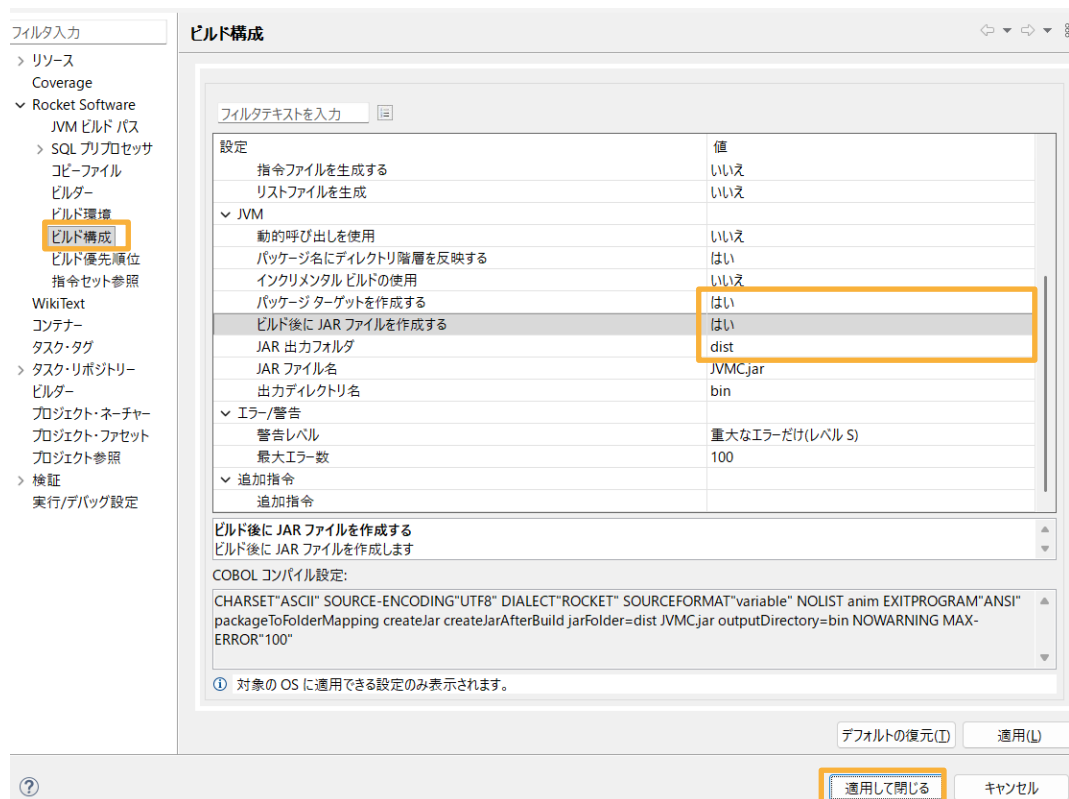 フィルタ入力
リソース
Coverage
Rocket Software
JVM ビルド パス
SQL プリプロセッサ
コピーファイル
ビルダー
ビルド環境
ビルド構成
ビルド優先順位
指令セット参照
WikiText
コンテナー
タスク・タグ
タスク・リポジトリー
ビルダー
プロジェクト・ネーチャー
プロジェクト・ファセット
プロジェクト参照
検証
実行/デバッグ設定
ビルド構成
フィルタテキストを入力
設定 値
指令ファイルを生成する いいえ
リストファイルを生成 いいえ
JVM
動的呼び出しを使用 いいえ
パッケージ名にディレクトリ階層を反映する はい
インクリメンタル ビルドの使用 いいえ
パッケージ ターゲットを作成する はい
ビルド後に JAR ファイルを作成する はい
JAR 出力フォルダ dist
JAR ファイル名 JVMC.jar
出力ディレクトリ名 bin
エラー/警告
警告レベル 重大なエラーだけ(レベル S)
最大エラー数 100
追加指令
追加指令
ビルド後に JAR ファイルを作成する
ビルド後に JAR ファイルを作成します
COBOL コンパイル設定:
CHARSET"ASCII" SOURCE-ENCODING"UTF8" DIALECT"ROCKET" SOURCEFORMAT"variable" NOLIST anim EXITPROGRAM"ANSI"
packageToFolderMapping createJar createJarAfterBuild jarFolder=dist JVMC.jar outputDirectory=bin NOWARNING MAX-
ERROR"100"
対象の OS に適用できる設定のみ表示されます。
デフォルトの復元(T) 適用(L)
適用して閉じる キャンセル